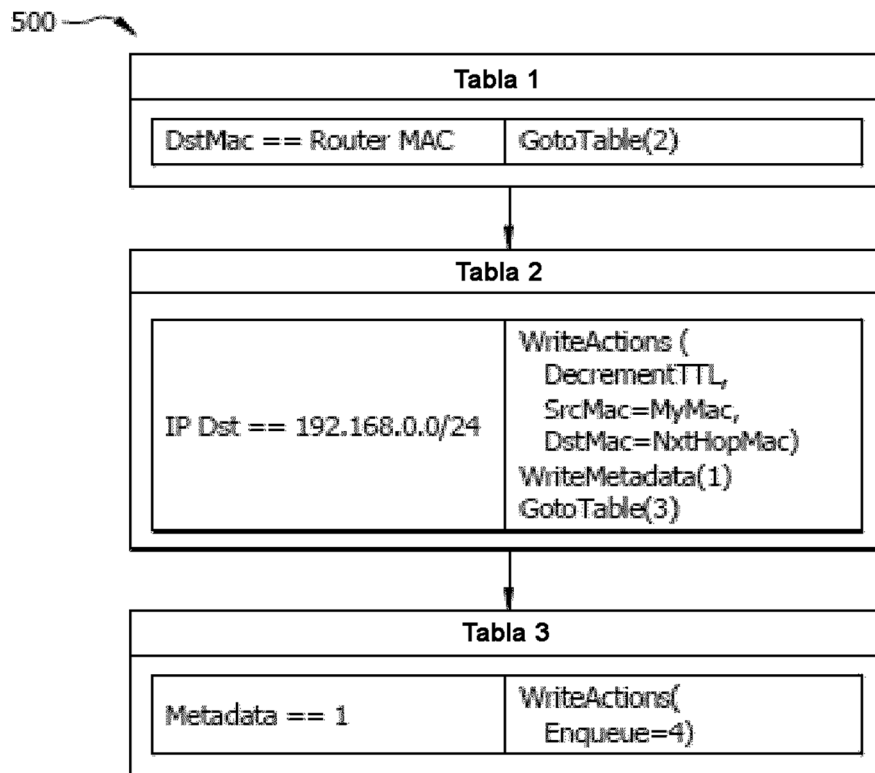 500
Tabla 1
DstMac == Router MAC
GotoTable(2)
Tabla 2
IP Dst == 192.168.0.0/24
WriteActions (
DecrementTTL,
SrcMac=MyMac,
DstMac=NxtHopMac)
WriteMetadata(1)
GotoTable(3)
Tabla 3
Metadata == 1
WriteActions(
Enqueue=4)